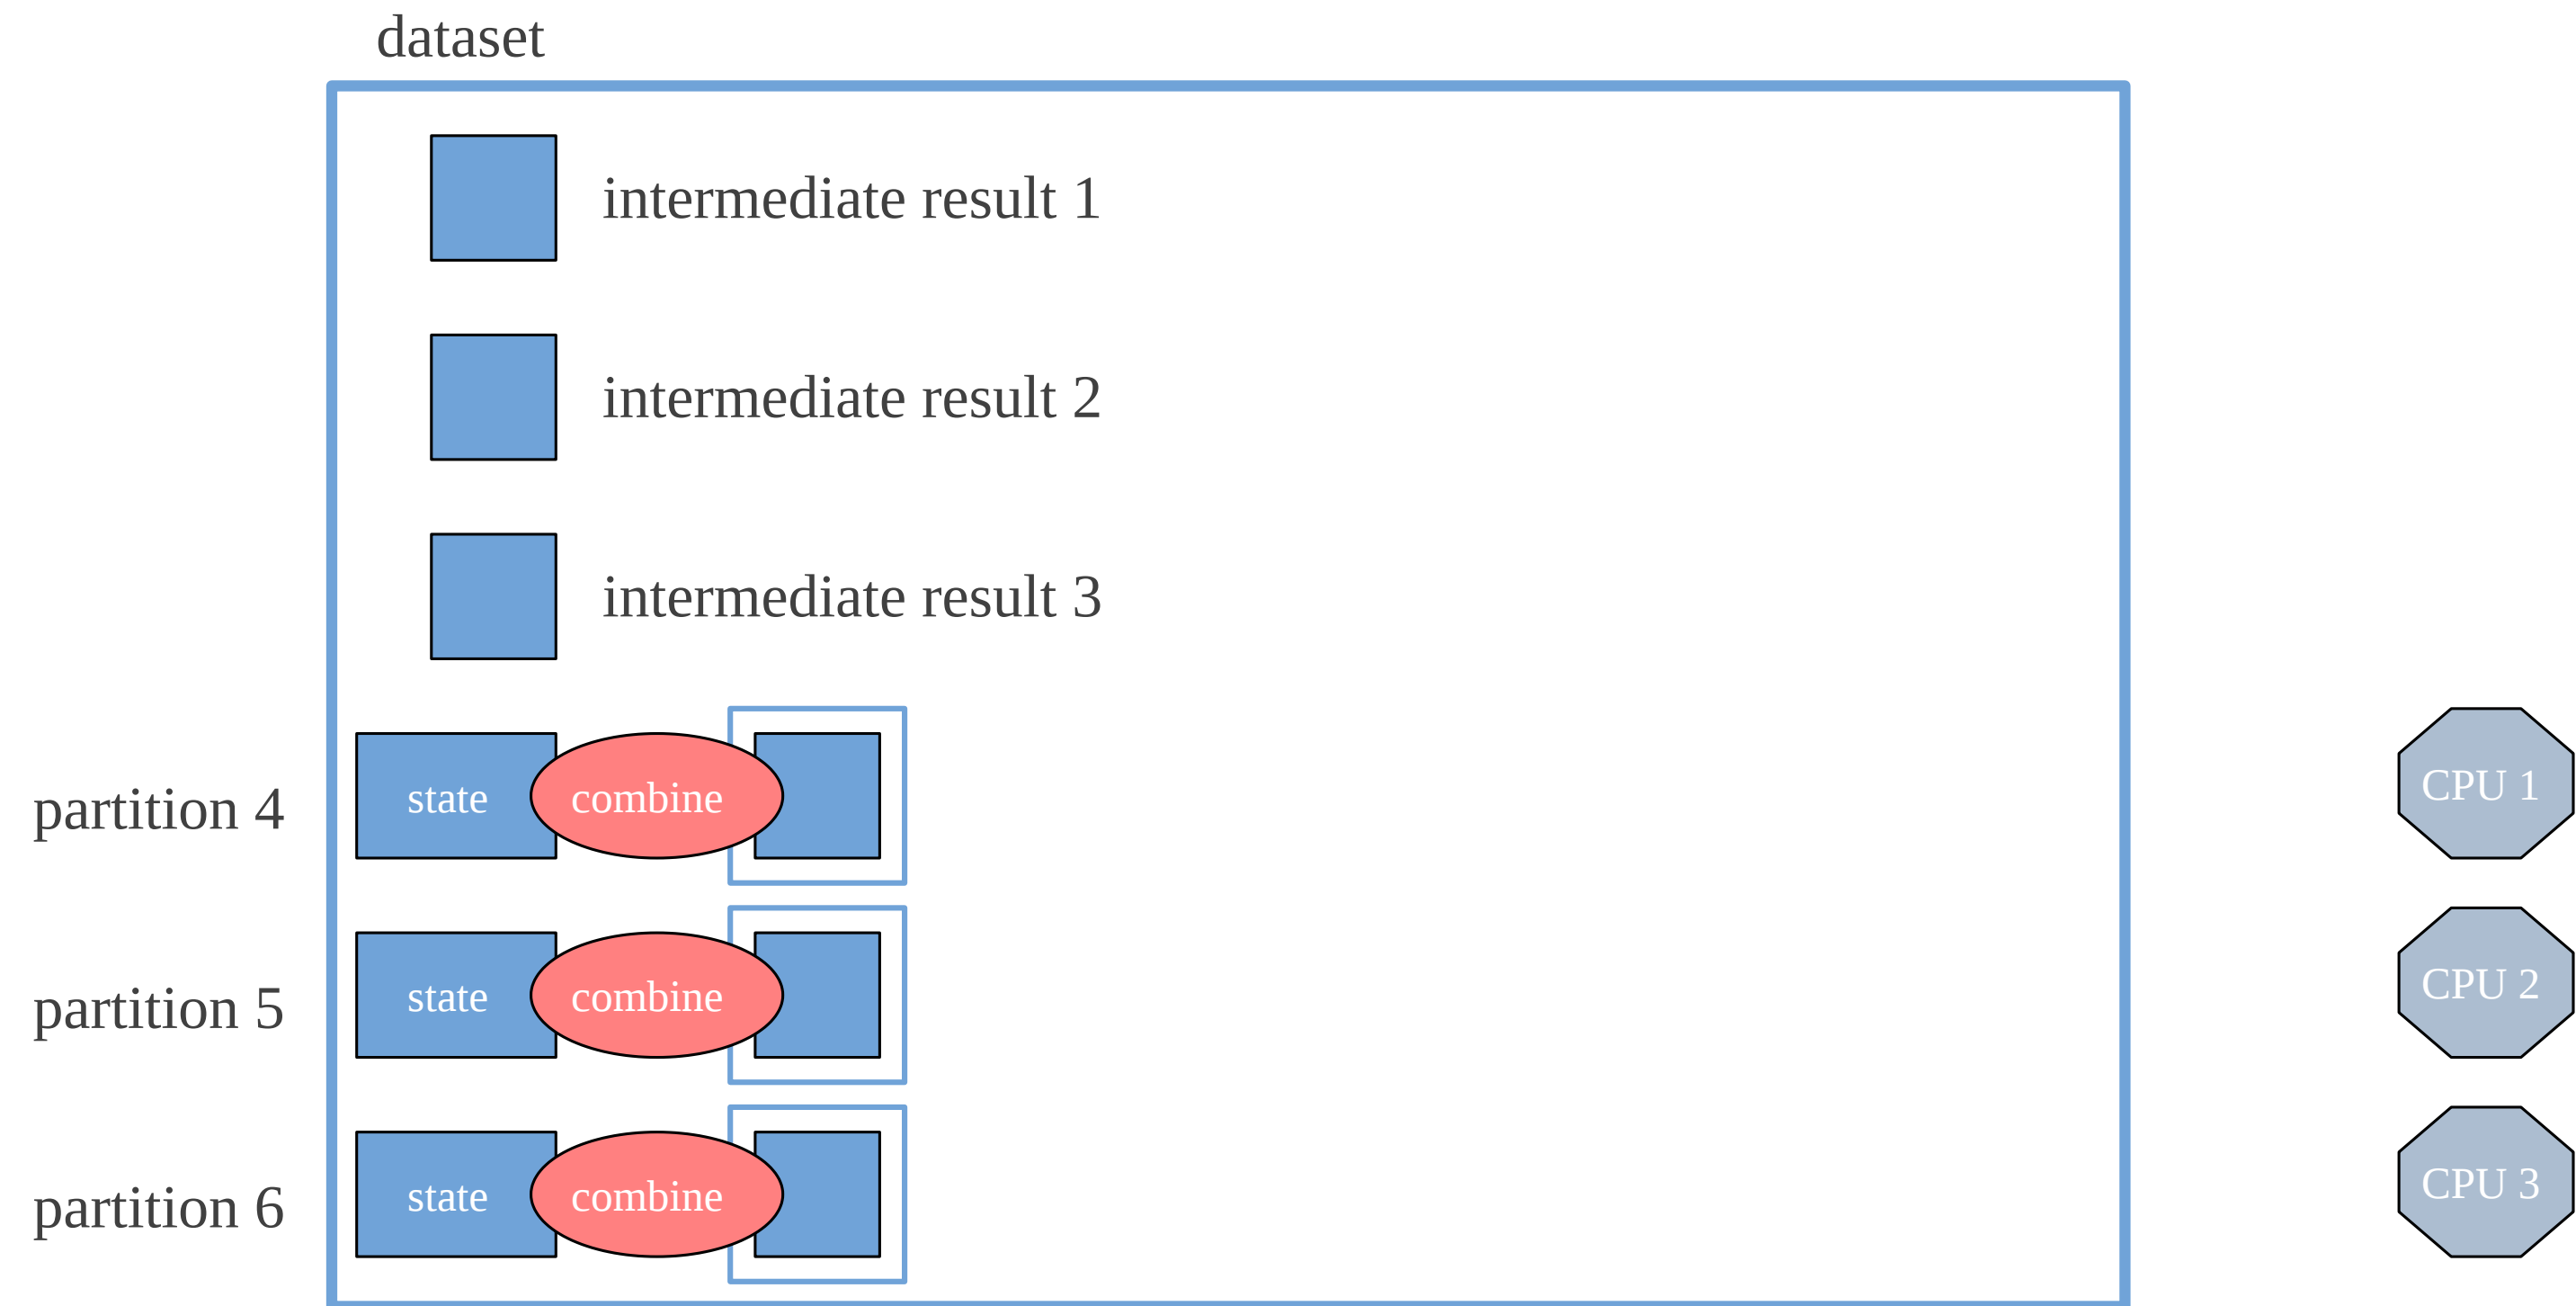 dataset
intermediate result 1
intermediate result 2
intermediate result 3
partition 4 state combine CPU 1
partition 5 state combine CPU 2
partition 6 state combine CPU 3